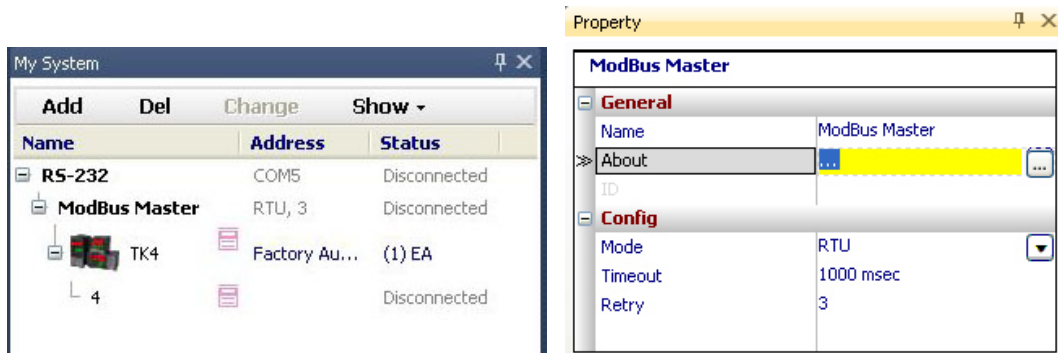 My System
Add Del Change Show
Name Address Status
RS-232 COM5 Disconnected
ModBus Master RTU, 3 Disconnected
TK4 Factory Au... (1) EA
4 Disconnected
Property
ModBus Master
General
Name ModBus Master
About ... ...
ID
Config
Mode RTU
Timeout 1000 msec
Retry 3